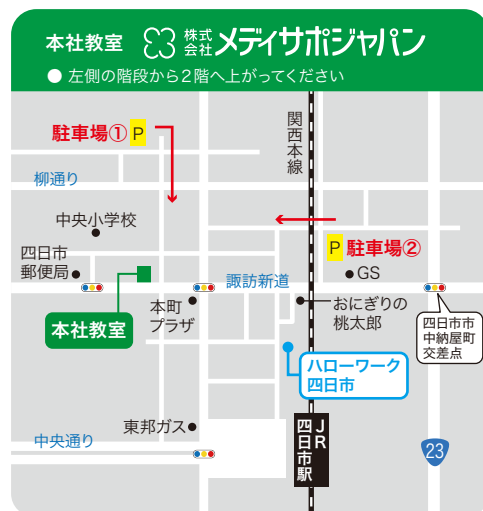 本社教室 株式会社 メディサポジャパン
● 左側の階段から2階へ上がってください
駐車場① P
関西本線
柳通り
中央小学校
四日市
郵便局
P 駐車場②
GS
諏訪新道
本社教室
本町
プラザ
おにぎりの
桃太郎
四日市市
中納屋町
交差点
ハローワーク
四日市
東邦ガス
中央通り
JR
四日市駅
23